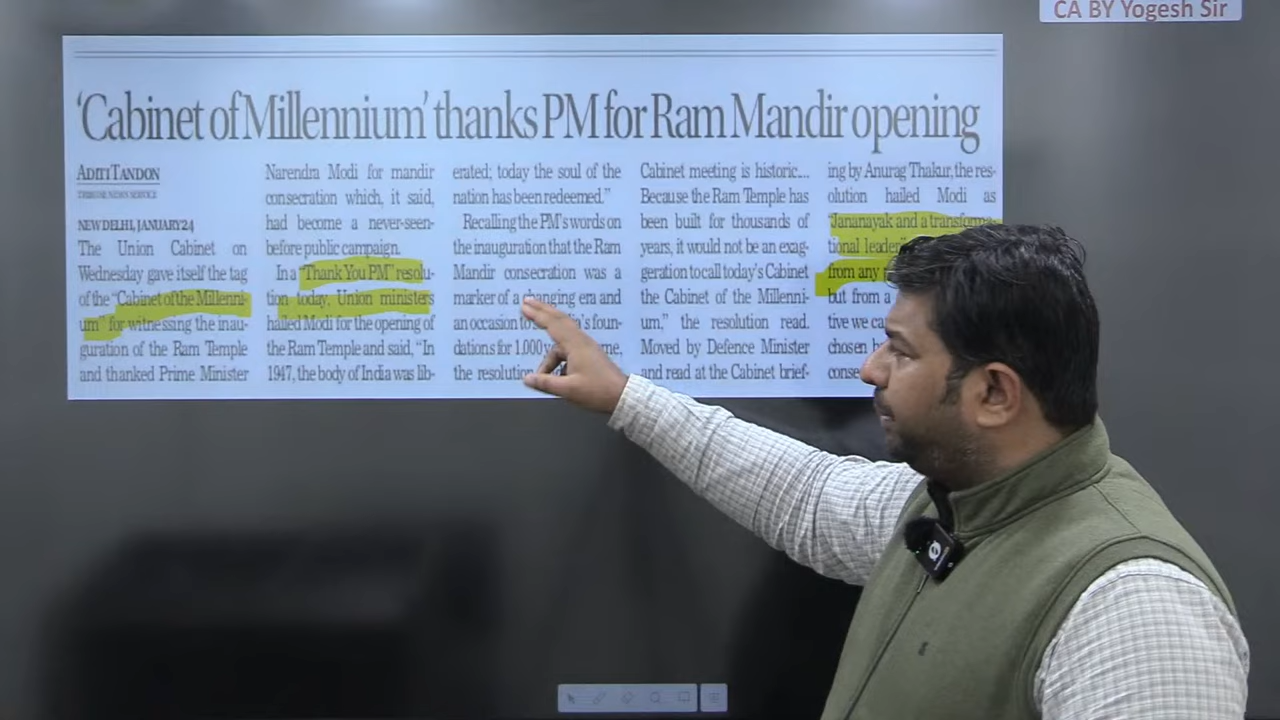 CA BY Yogesh Sir
'Cabinet of Millennium' thanks PM for Ram Mandir opening
ADITI TANDON
TRIBUNE NEWS SERVICE
NEW DELHI, JANUARY 24
The Union Cabinet on
Wednesday gave itself the tag
of the "Cabinet of the Millenni-
um" for witnessing the inau-
guration of the Ram Temple
and thanked Prime Minister
Narendra Modi for mandir
consecration which, it said,
had become a never-seen-
before public campaign.
In a "Thank You PM" resolu-
tion today, Union ministers
hailed Modi for the opening of
the Ram Temple and said, "In
1947, the body of India was lib-
erated; today the soul of the
nation has been redeemed."
Recalling the PM's words on
the inauguration that the Ram
Mandir consecration was a
marker of a changing era and
an occasion to foun-
dations for 1,000
the resolution
Cabinet meeting is historic...
Because the Ram Temple has
been built for thousands of
years, it would not be an exag-
geration to call today's Cabinet
the Cabinet of the Millenni-
um," the resolution read.
Moved by Defence Minister
and read at the Cabinet brief-
ing by Anurag Thakur, the res-
olution hailed Modi as
"Jananayak and a transforma-
tional leader
from any
but from a
tive we
chosen